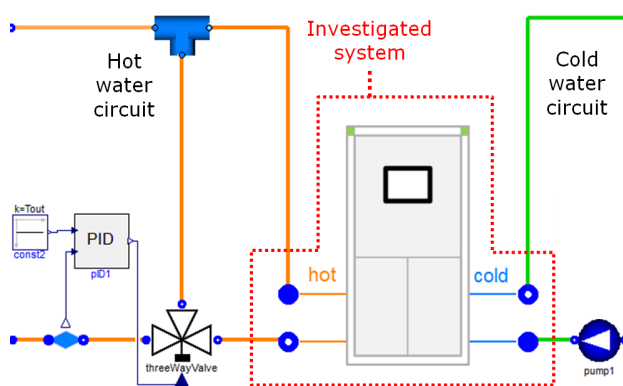 Investigated
system
Hot
water
circuit
Cold
water
circuit
k=Tout
const2
PID
pID1
hot
cold
threeWayValve
pump1